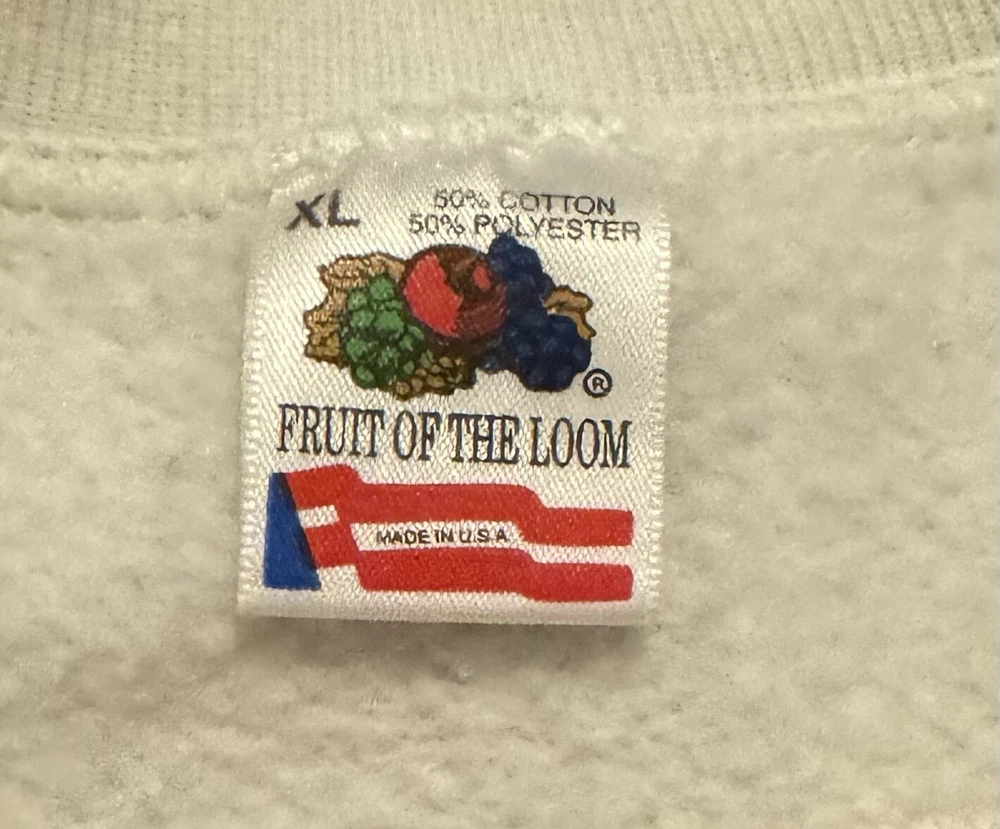 XL
50% COTTON
50% POLYESTER
®
FRUIT OF THE LOOM
MADE IN U.S.A